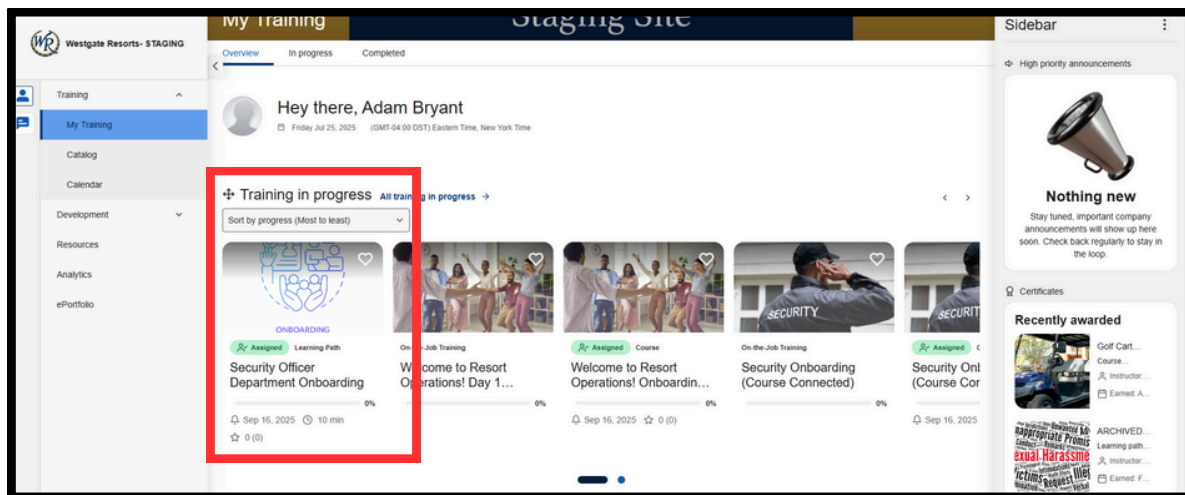 Westgate Resorts- STAGING
Training
My Training
Catalog
Calendar
Development
Resources
Analytics
ePortfolio
My Training
Staging Site
Overview In progress Completed
Hey there, Adam Bryant
Friday Jul 25, 2025 (GMT-04:00 DST) Eastern Time, New York Time
Training in progress All training in progress
Sort by progress (Most to least)
ONBOARDING
Assigned Learning Path
Security Officer
Department Onboarding
0%
Sep 16, 2025 10 min
0 (0)
On-the-Job Training
Welcome to Resort
Operations! Day 1...
0%
Assigned Course
Welcome to Resort
Operations! Onboardin...
0%
Sep 16, 2025 0 (0)
SECURITY
On-the-Job Training
Security Onboarding
(Course Connected)
0%
SECURIT
Assigned
Security Onb
(Course Con
Sep 16, 2025
Sidebar
High priority announcements
Nothing new
Stay tuned, important company
announcements will show up here
soon. Check back regularly to stay in
the loop.
Certificates
Recently awarded
Golf Cart...
Course...
Instructor:...
Earned: A...
ARCHIVED...
Learning path...
Instructor:...
Earned: F...